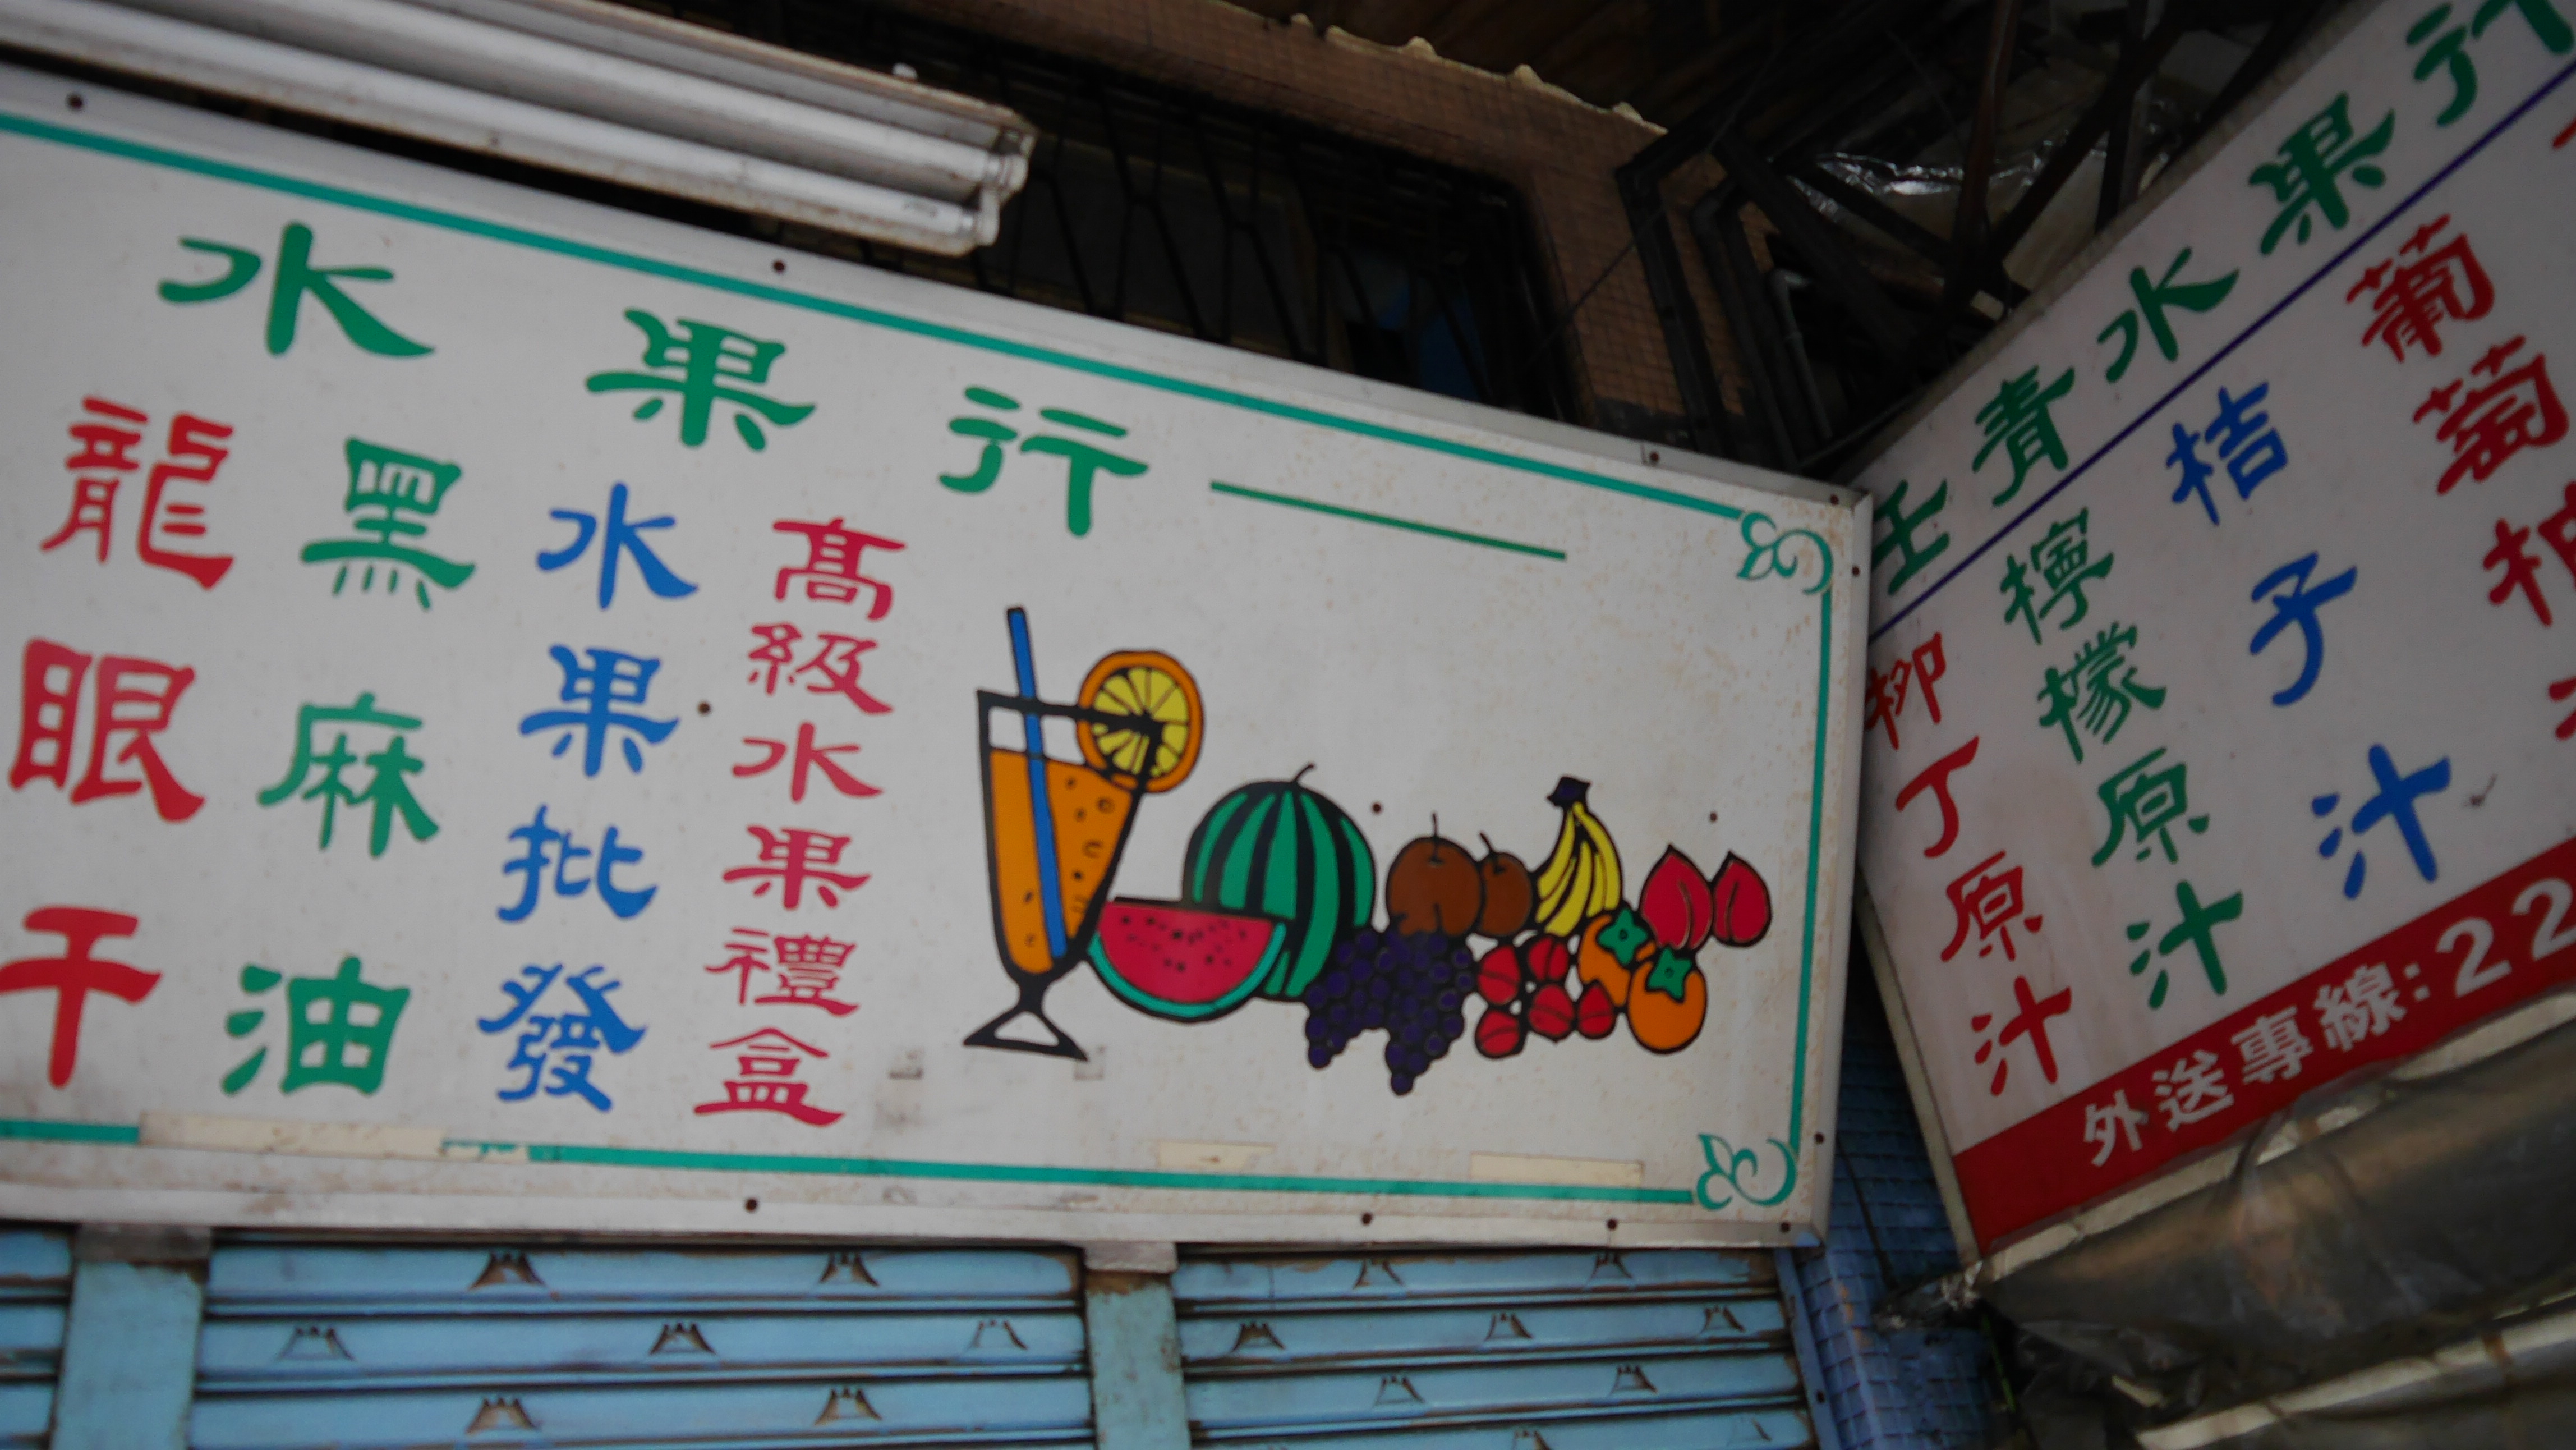 水果行
高級水果禮盒
水果批發
黑麻油
龍眼干
壬青水果行
葡萄柚
桔子汁
檸檬原汁
柳丁原汁
外送專線:22